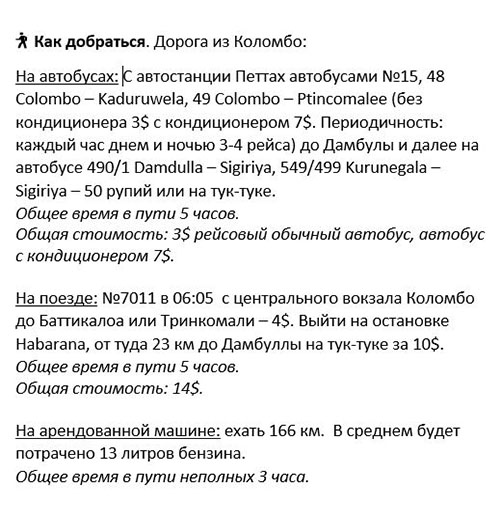 Как добраться. Дорога из Коломбо:
На автобусах: С автостанции Петтах автобусами №15, 48
Colombo – Kaduruwela, 49 Colombo – Ptincomalee (без
кондиционера 3$ с кондиционером 7$. Периодичность:
каждый час днем и ночью 3-4 рейса) до Дамбулы и далее на
автобусе 490/1 Damdulla – Sigiriya, 549/499 Kurunegala –
Sigiriya – 50 рупий или на тук-туке.
Общее время в пути 5 часов.
Общая стоимость: 3$ рейсовый обычный автобус, автобус
с кондиционером 7$.
На поезде: №7011 в 06:05 с центрального вокзала Коломбо
до Баттикалоа или Тринкомали – 4$. Выйти на остановке
Habarana, от туда 23 км до Дамбуллы на тук-туке за 10$.
Общее время в пути 5 часов.
Общая стоимость: 14$.
На арендованной машине: ехать 166 км. В среднем будет
потрачено 13 литров бензина.
Общее время в пути неполных 3 часа.